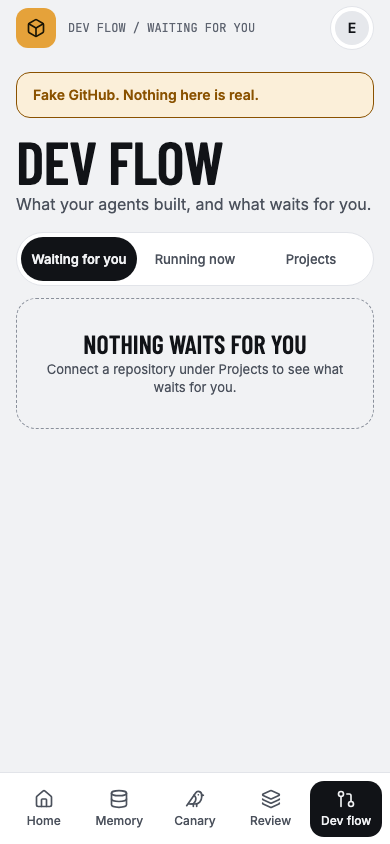 DEV FLOW / WAITING FOR YOU
E
Fake GitHub. Nothing here is real.
DEV FLOW
What your agents built, and what waits for you.
Waiting for you
Running now
Projects
NOTHING WAITS FOR YOU
Connect a repository under Projects to see what
waits for you.
Home
Memory
Canary
Review
Dev flow